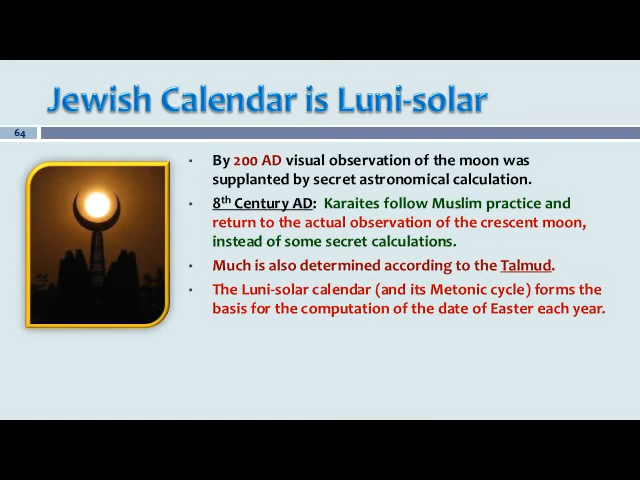 Jewish Calendar is Luni-solar
64
• By 200 AD visual observation of the moon was
supplanted by secret astronomical calculation.
• 8th Century AD: Karaites follow Muslim practice and
return to the actual observation of the crescent moon,
instead of some secret calculations.
• Much is also determined according to the Talmud.
• The Luni-solar calendar (and its Metonic cycle) forms the
basis for the computation of the date of Easter each year.